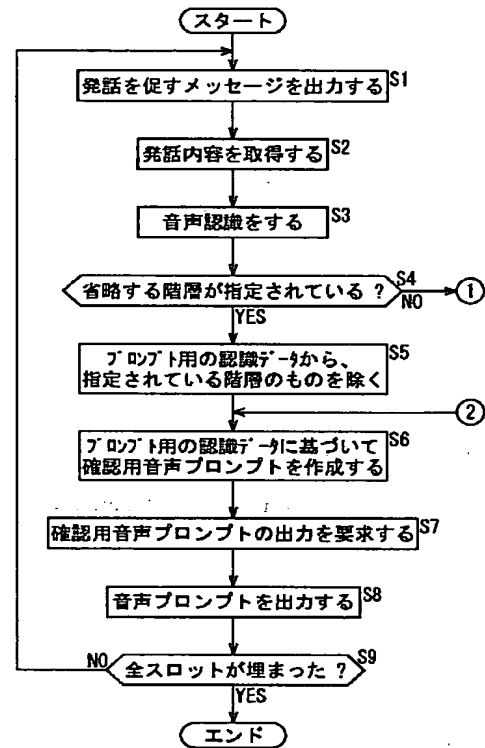 スタート
発話を促すメッセージを出力する S1
発話内容を取得する S2
音声認識をする S3
省略する階層が指定されている ? S4
NO ①
YES
プロンプト用の認識データから、 S5
指定されている階層のものを除く
②
プロンプト用の認識データに基づいて S6
確認用音声プロンプトを作成する
確認用音声プロンプトの出力を要求する S7
音声プロンプトを出力する S8
NO 全スロットが埋まった ? S9
YES
エンド